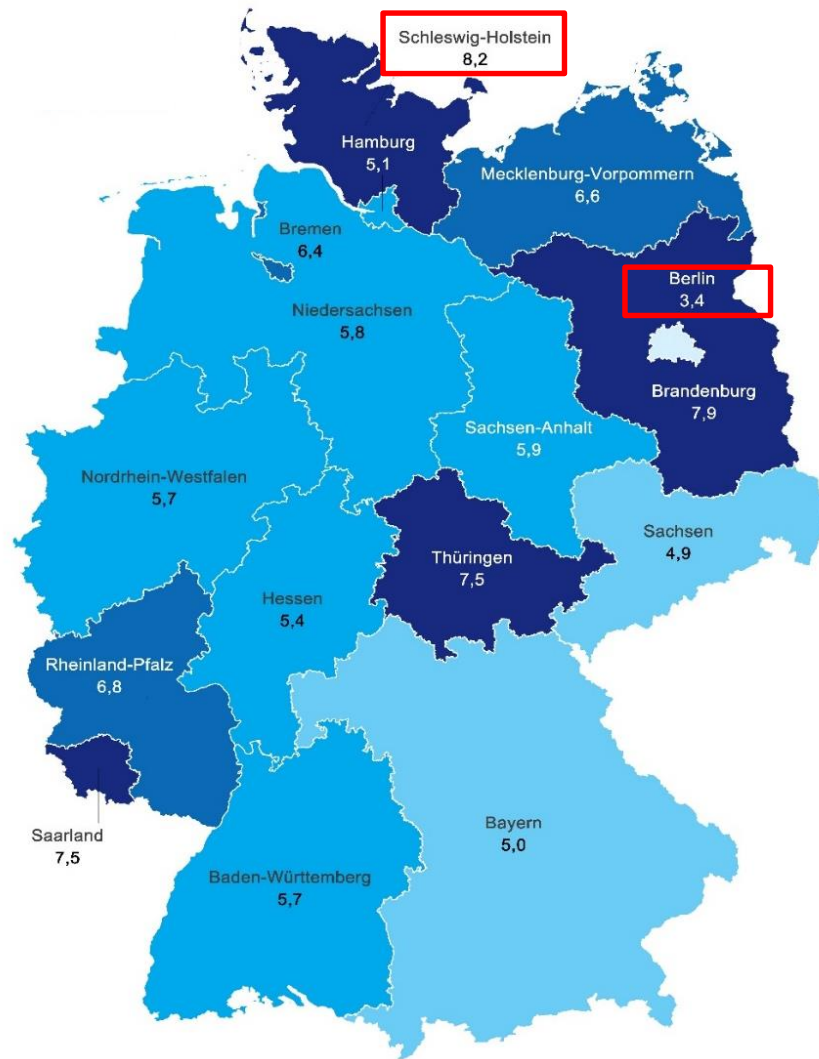 Schleswig-Holstein
8,2
Hamburg
5,1
Mecklenburg-Vorpommern
6,6
Bremen
6,4
Berlin
3,4
Niedersachsen
5,8
Brandenburg
7,9
Sachsen-Anhalt
5,9
Nordrhein-Westfalen
5,7
Sachsen
4,9
Thüringen
7,5
Hessen
5,4
Rheinland-Pfalz
6,8
Saarland
7,5
Bayern
5,0
Baden-Württemberg
5,7